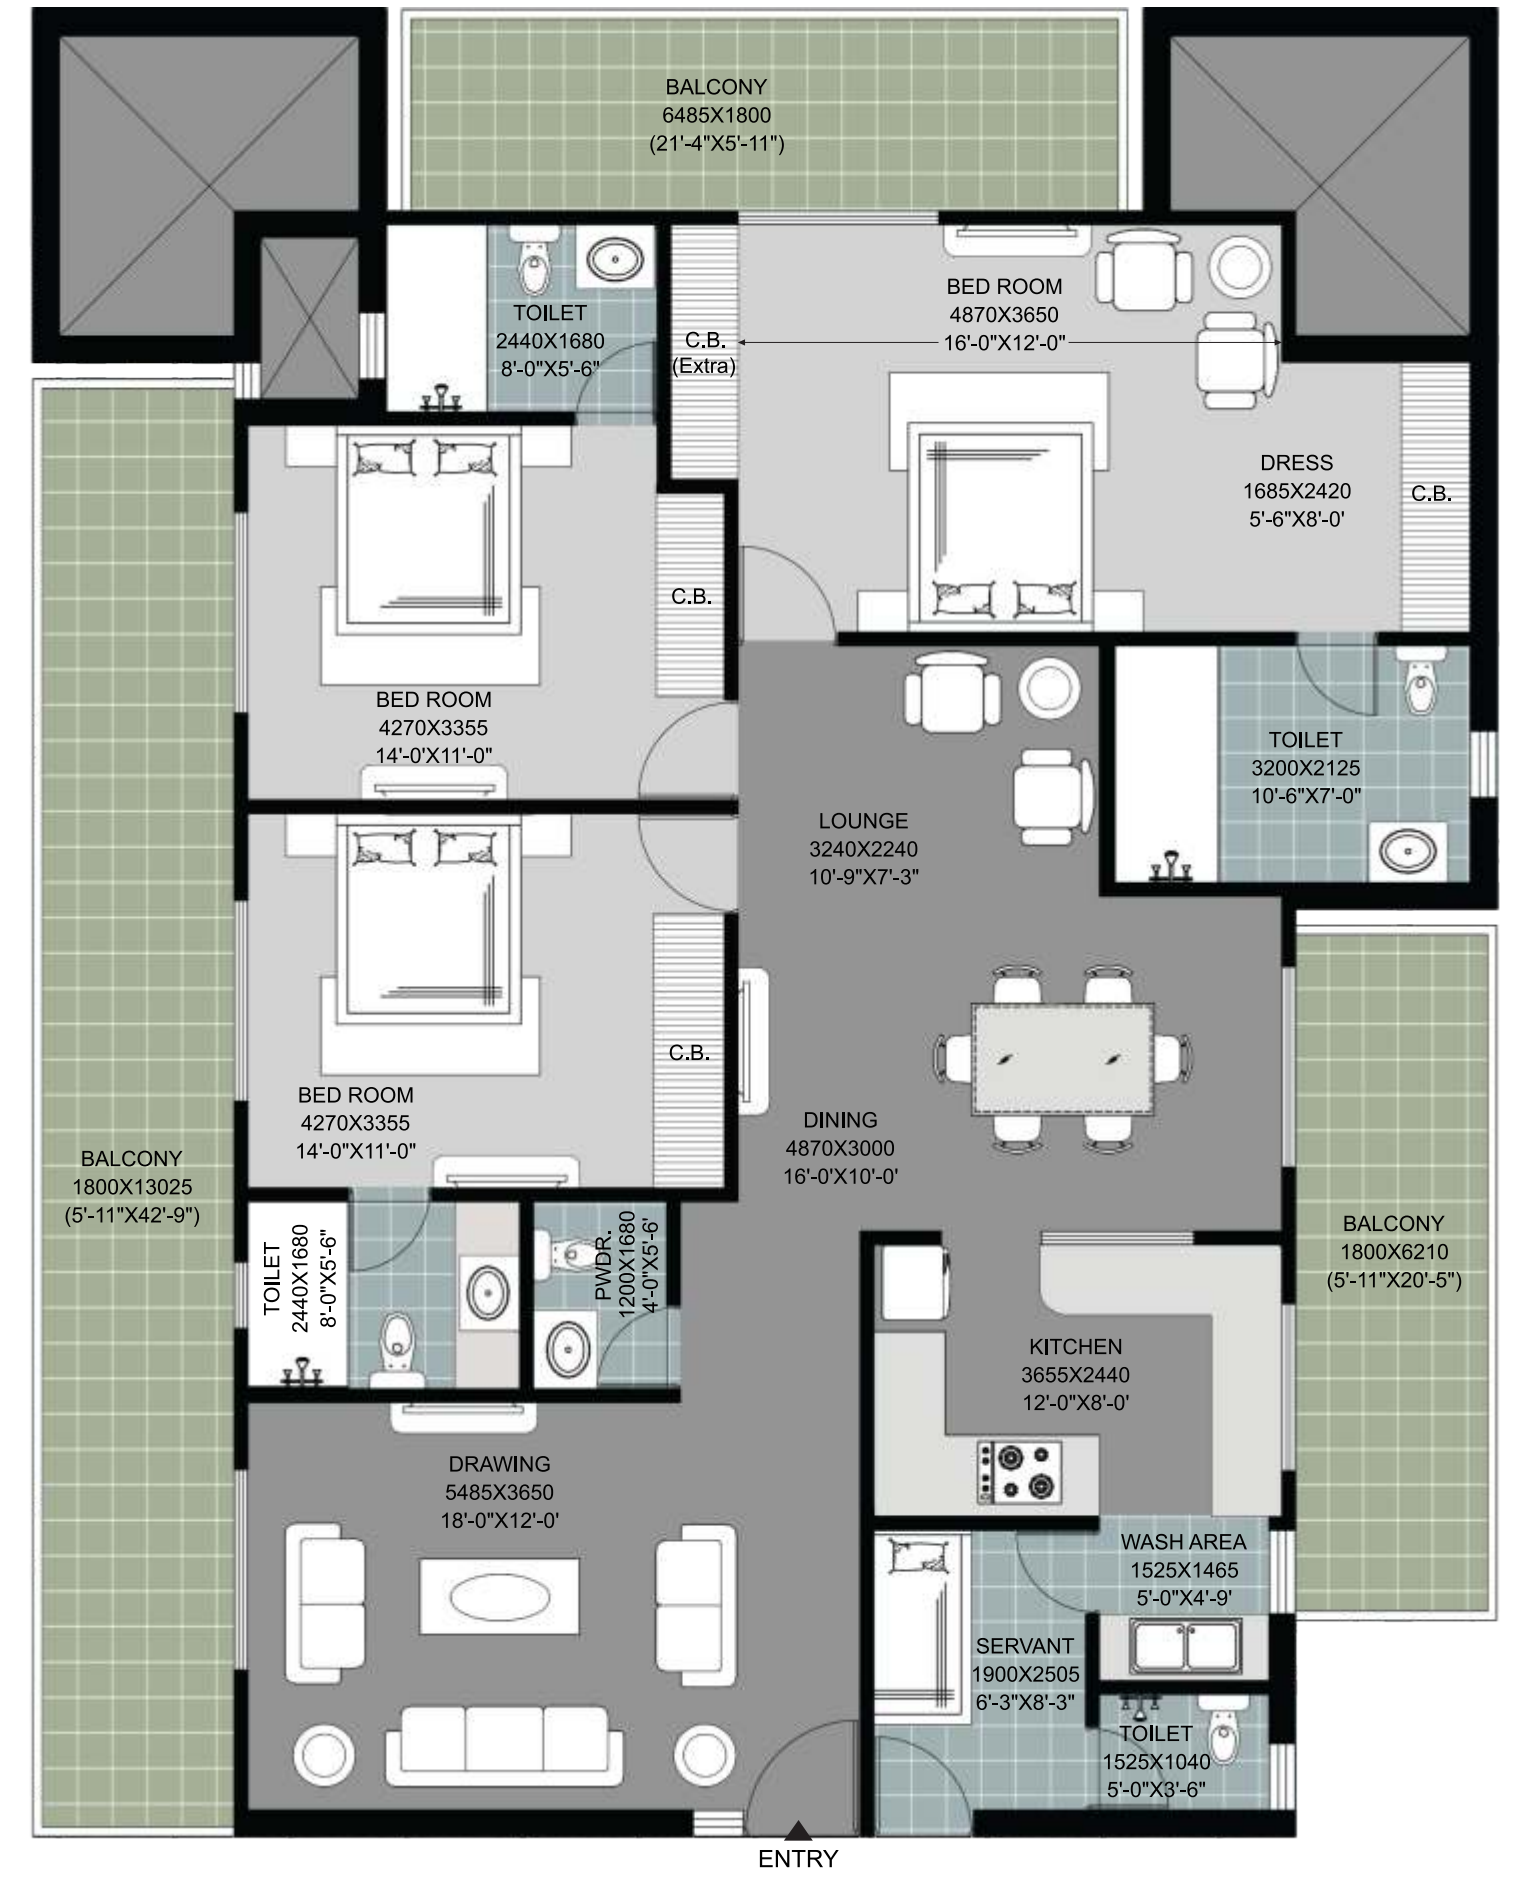 BALCONY
6485X1800
(21'-4"X5'-11")
BED ROOM
4870X3650
16'-0"X12'-0"
TOILET
2440X1680
8'-0"X5'-6"
C.B.
(Extra)
DRESS
1685X2420
5'-6"X8'-0'
C.B.
C.B.
BED ROOM
4270X3355
14'-0'X11'-0"
TOILET
3200X2125
10'-6"X7'-0"
LOUNGE
3240X2240
10'-9"X7'-3"
C.B.
BED ROOM
4270X3355
14'-0"X11'-0"
DINING
4870X3000
16'-0'X10'-0'
BALCONY
1800X13025
(5'-11"X42'-9")
TOILET
2440X1680
8'-0"X5'-6"
PWDR.
1200X1680
4'-0"X5'-6'
BALCONY
1800X6210
(5'-11"X20'-5")
KITCHEN
3655X2440
12'-0"X8'-0'
DRAWING
5485X3650
18'-0"X12'-0'
WASH AREA
1525X1465
5'-0"X4'-9'
SERVANT
1900X2505
6'-3"X8'-3"
TOILET
1525X1040
5'-0"X3'-6"
ENTRY